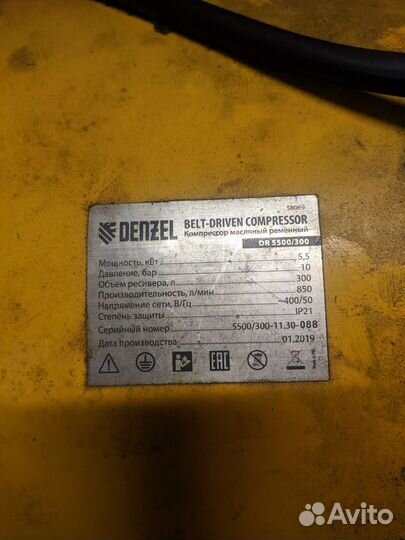 58069
DENZEL
BELT-DRIVEN COMPRESSOR
Компрессор масляный ременный
DR 5500/300
Мощность, кВт 5,5
Давление, бар 10
Объем ресивера, л 300
Производительность, л/мин 850
Напряжение сети, В/Гц 400/50
Степень защиты IP21
Серийный номер 5500/300-11.30-088
Дата производства 01.2019
EAC
Avito